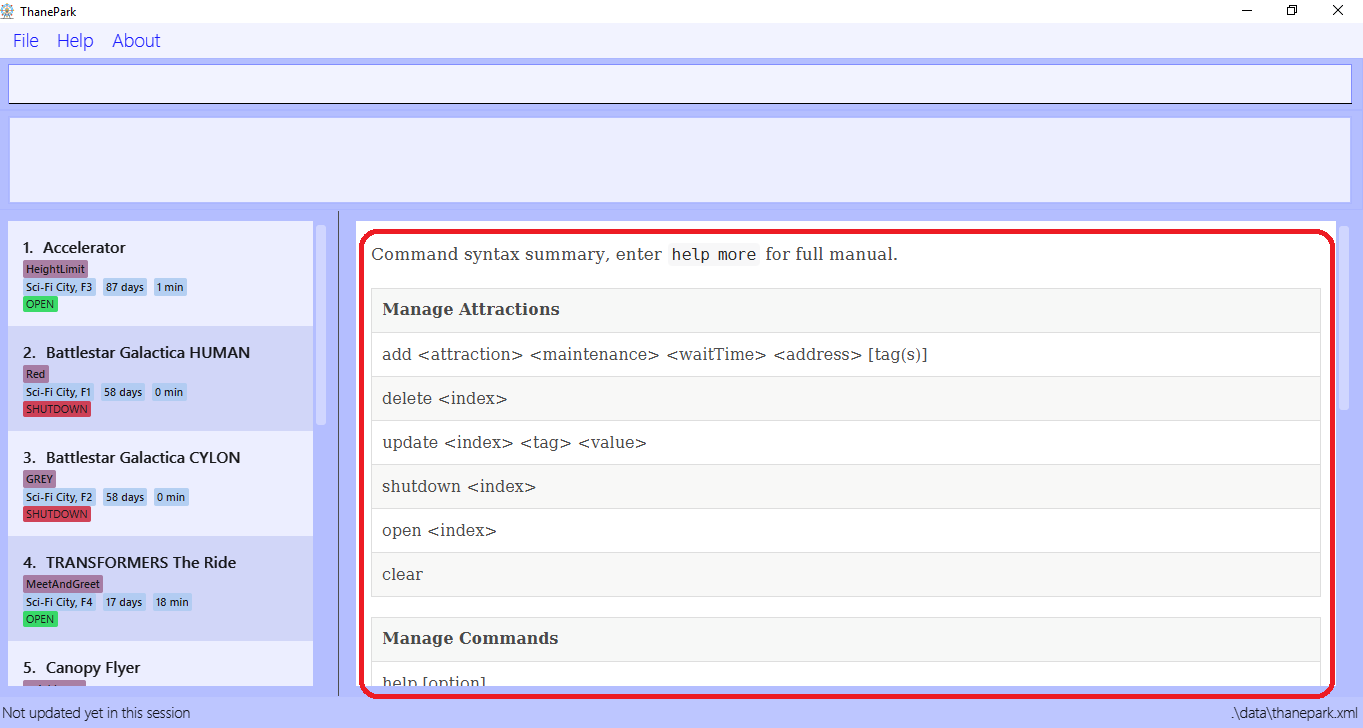 ThanePark
File Help About
1. Accelerator
HeightLimit
Sci-Fi City, F3 87 days 1 min
OPEN
2. Battlestar Galactica HUMAN
Red
Sci-Fi City, F1 58 days 0 min
SHUTDOWN
3. Battlestar Galactica CYLON
GREY
Sci-Fi City, F2 58 days 0 min
SHUTDOWN
4. TRANSFORMERS The Ride
MeetAndGreet
Sci-Fi City, F4 17 days 18 min
OPEN
5. Canopy Flyer
Command syntax summary, enter help more for full manual.
Manage Attractions
add <attraction> <maintenance> <waitTime> <address> [tag(s)]
delete <index>
update <index> <tag> <value>
shutdown <index>
open <index>
clear
Manage Commands
help [option]
Not updated yet in this session
.\data\thanepark.xml